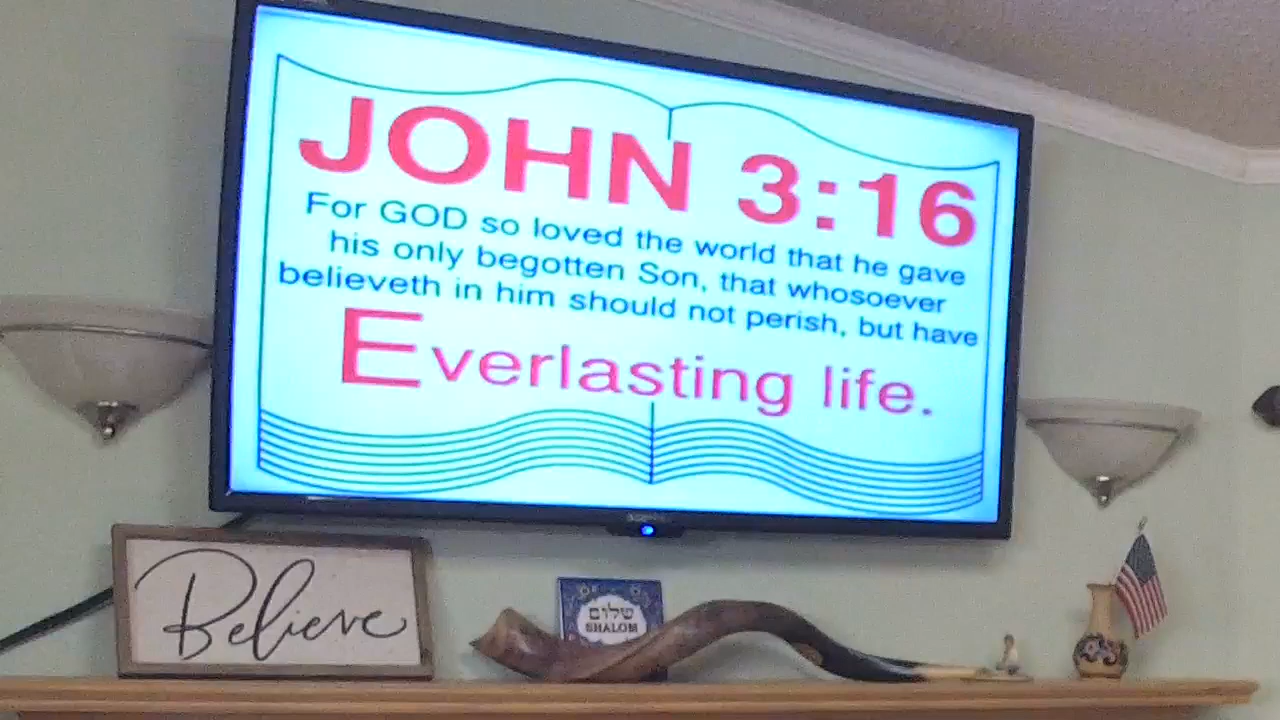 JOHN 3:16
For GOD so loved the world that he gave
his only begotten Son, that whosoever
believeth in him should not perish, but have
Everlasting life.
Believe
שלום
SHALOM